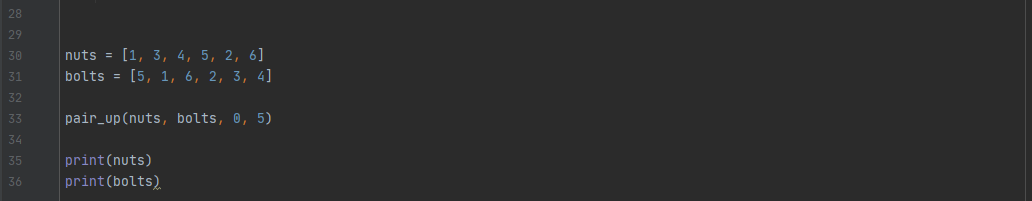 28
29
30 nuts = [1, 3, 4, 5, 2, 6]
31 bolts = [5, 1, 6, 2, 3, 4]
32
33 pair_up(nuts, bolts, 0, 5)
34
35 print(nuts)
36 print(bolts)